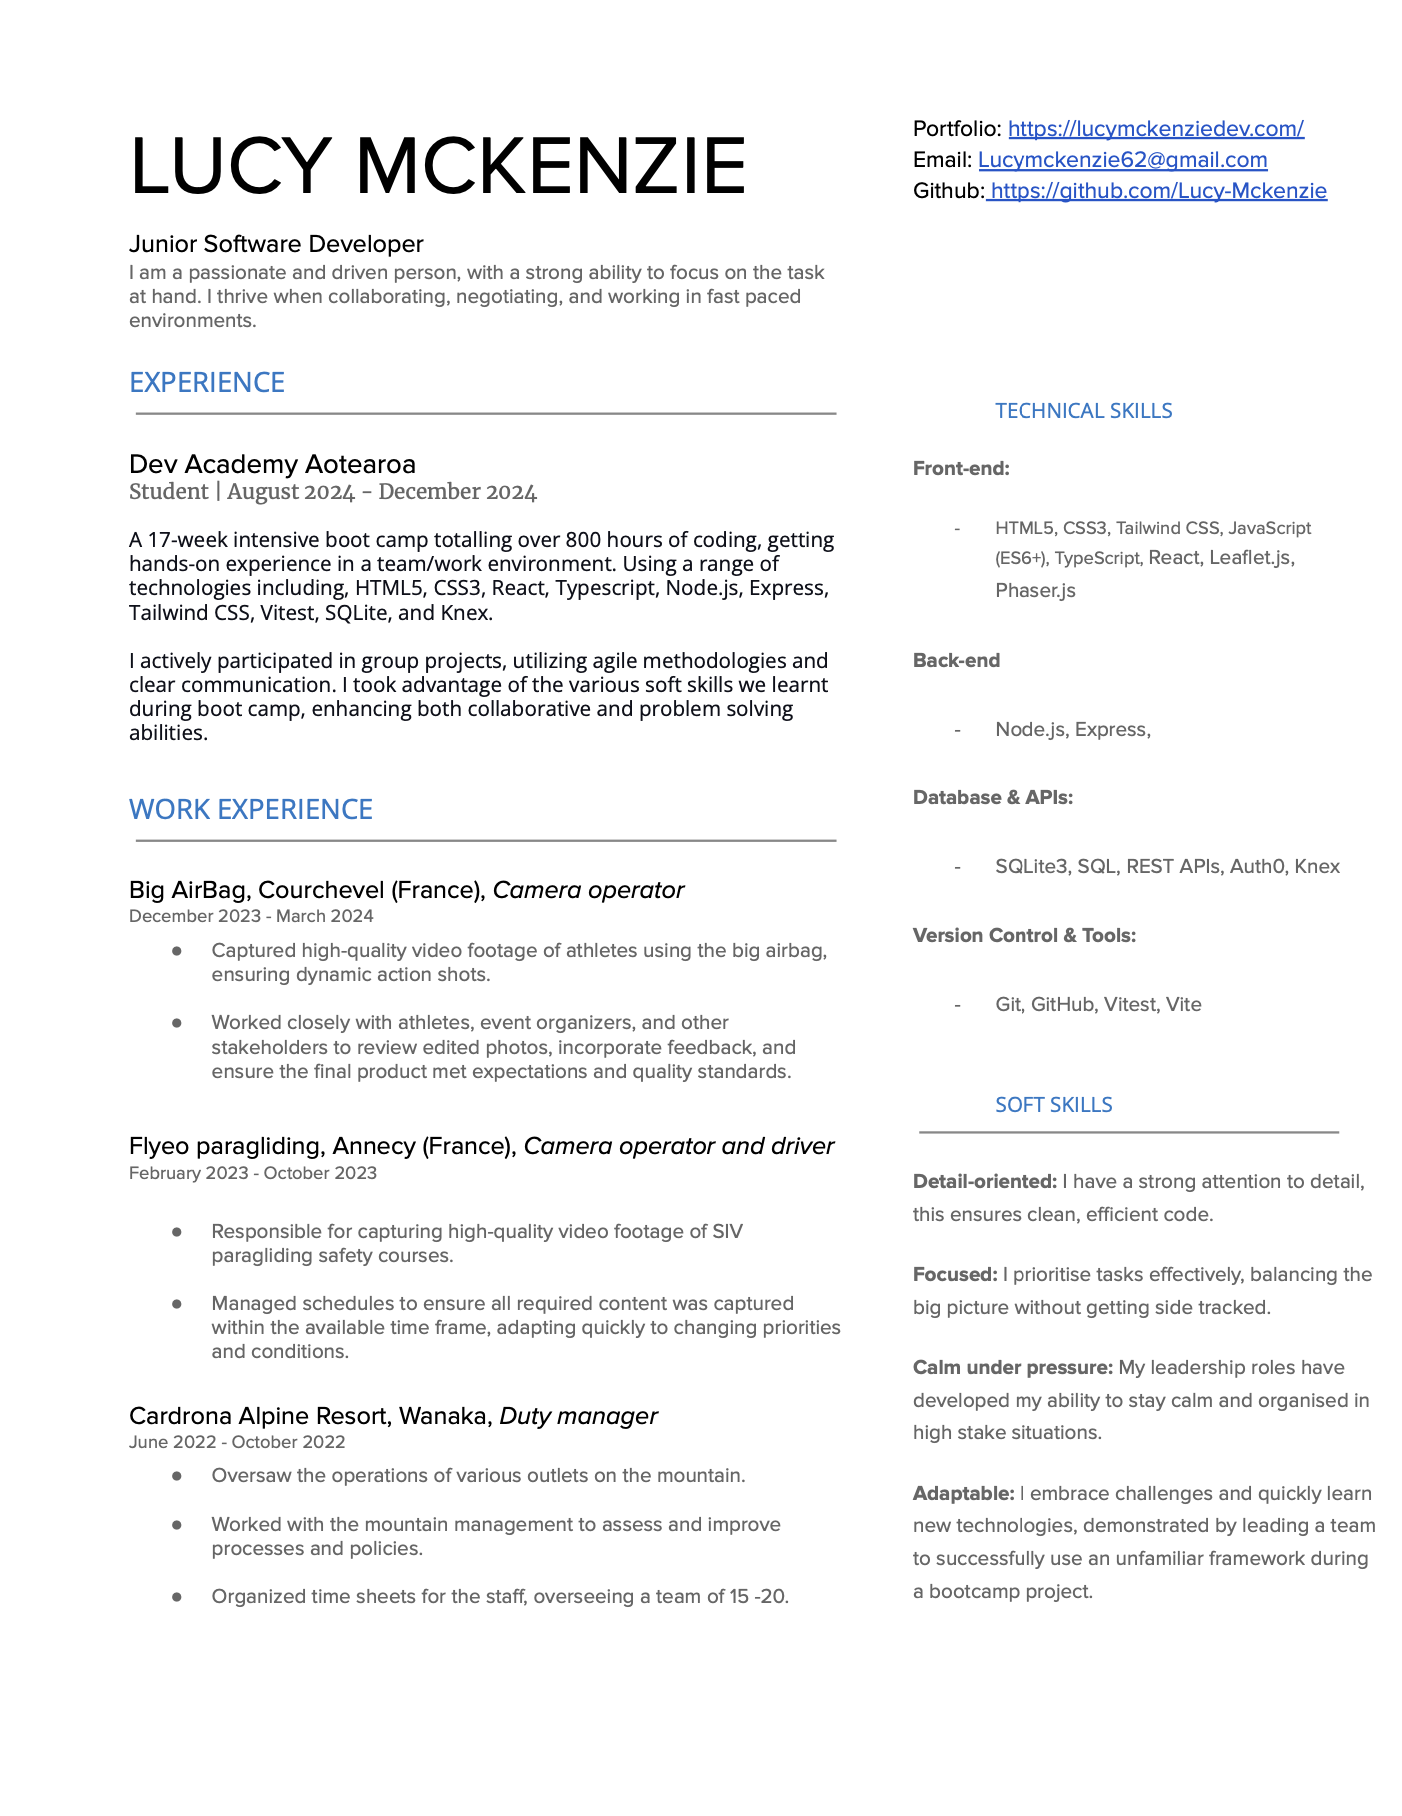 LUCY MCKENZIE
Junior Software Developer
I am a passionate and driven person, with a strong ability to focus on the task
at hand. I thrive when collaborating, negotiating, and working in fast paced
environments.
Portfolio: https://lucymckenziedev.com/
Email: Lucymckenzie62@gmail.com
Github: https://github.com/Lucy-Mckenzie
EXPERIENCE
Dev Academy Aotearoa
Student | August 2024 - December 2024
A 17-week intensive boot camp totalling over 800 hours of coding, getting
hands-on experience in a team/work environment. Using a range of
technologies including, HTML5, CSS3, React, Typescript, Node.js, Express,
Tailwind CSS, Vitest, SQLite, and Knex.
I actively participated in group projects, utilizing agile methodologies and
clear communication. I took advantage of the various soft skills we learnt
during boot camp, enhancing both collaborative and problem solving
abilities.
WORK EXPERIENCE
Big AirBag, Courchevel (France), Camera operator
December 2023 - March 2024
● Captured high-quality video footage of athletes using the big airbag,
ensuring dynamic action shots.
● Worked closely with athletes, event organizers, and other
stakeholders to review edited photos, incorporate feedback, and
ensure the final product met expectations and quality standards.
Flyeo paragliding, Annecy (France), Camera operator and driver
February 2023 - October 2023
● Responsible for capturing high-quality video footage of SIV
paragliding safety courses.
● Managed schedules to ensure all required content was captured
within the available time frame, adapting quickly to changing priorities
and conditions.
Cardrona Alpine Resort, Wanaka, Duty manager
June 2022 - October 2022
● Oversaw the operations of various outlets on the mountain.
● Worked with the mountain management to assess and improve
processes and policies.
● Organized time sheets for the staff, overseeing a team of 15 -20.
TECHNICAL SKILLS
Front-end:
- HTML5, CSS3, Tailwind CSS, JavaScript
(ES6+), TypeScript, React, Leaflet.js,
Phaser.js
Back-end
- Node.js, Express,
Database & APIs:
- SQLite3, SQL, REST APIs, Auth0, Knex
Version Control & Tools:
- Git, GitHub, Vitest, Vite
SOFT SKILLS
Detail-oriented: I have a strong attention to detail,
this ensures clean, efficient code.
Focused: I prioritise tasks effectively, balancing the
big picture without getting side tracked.
Calm under pressure: My leadership roles have
developed my ability to stay calm and organised in
high stake situations.
Adaptable: I embrace challenges and quickly learn
new technologies, demonstrated by leading a team
to successfully use an unfamiliar framework during
a bootcamp project.